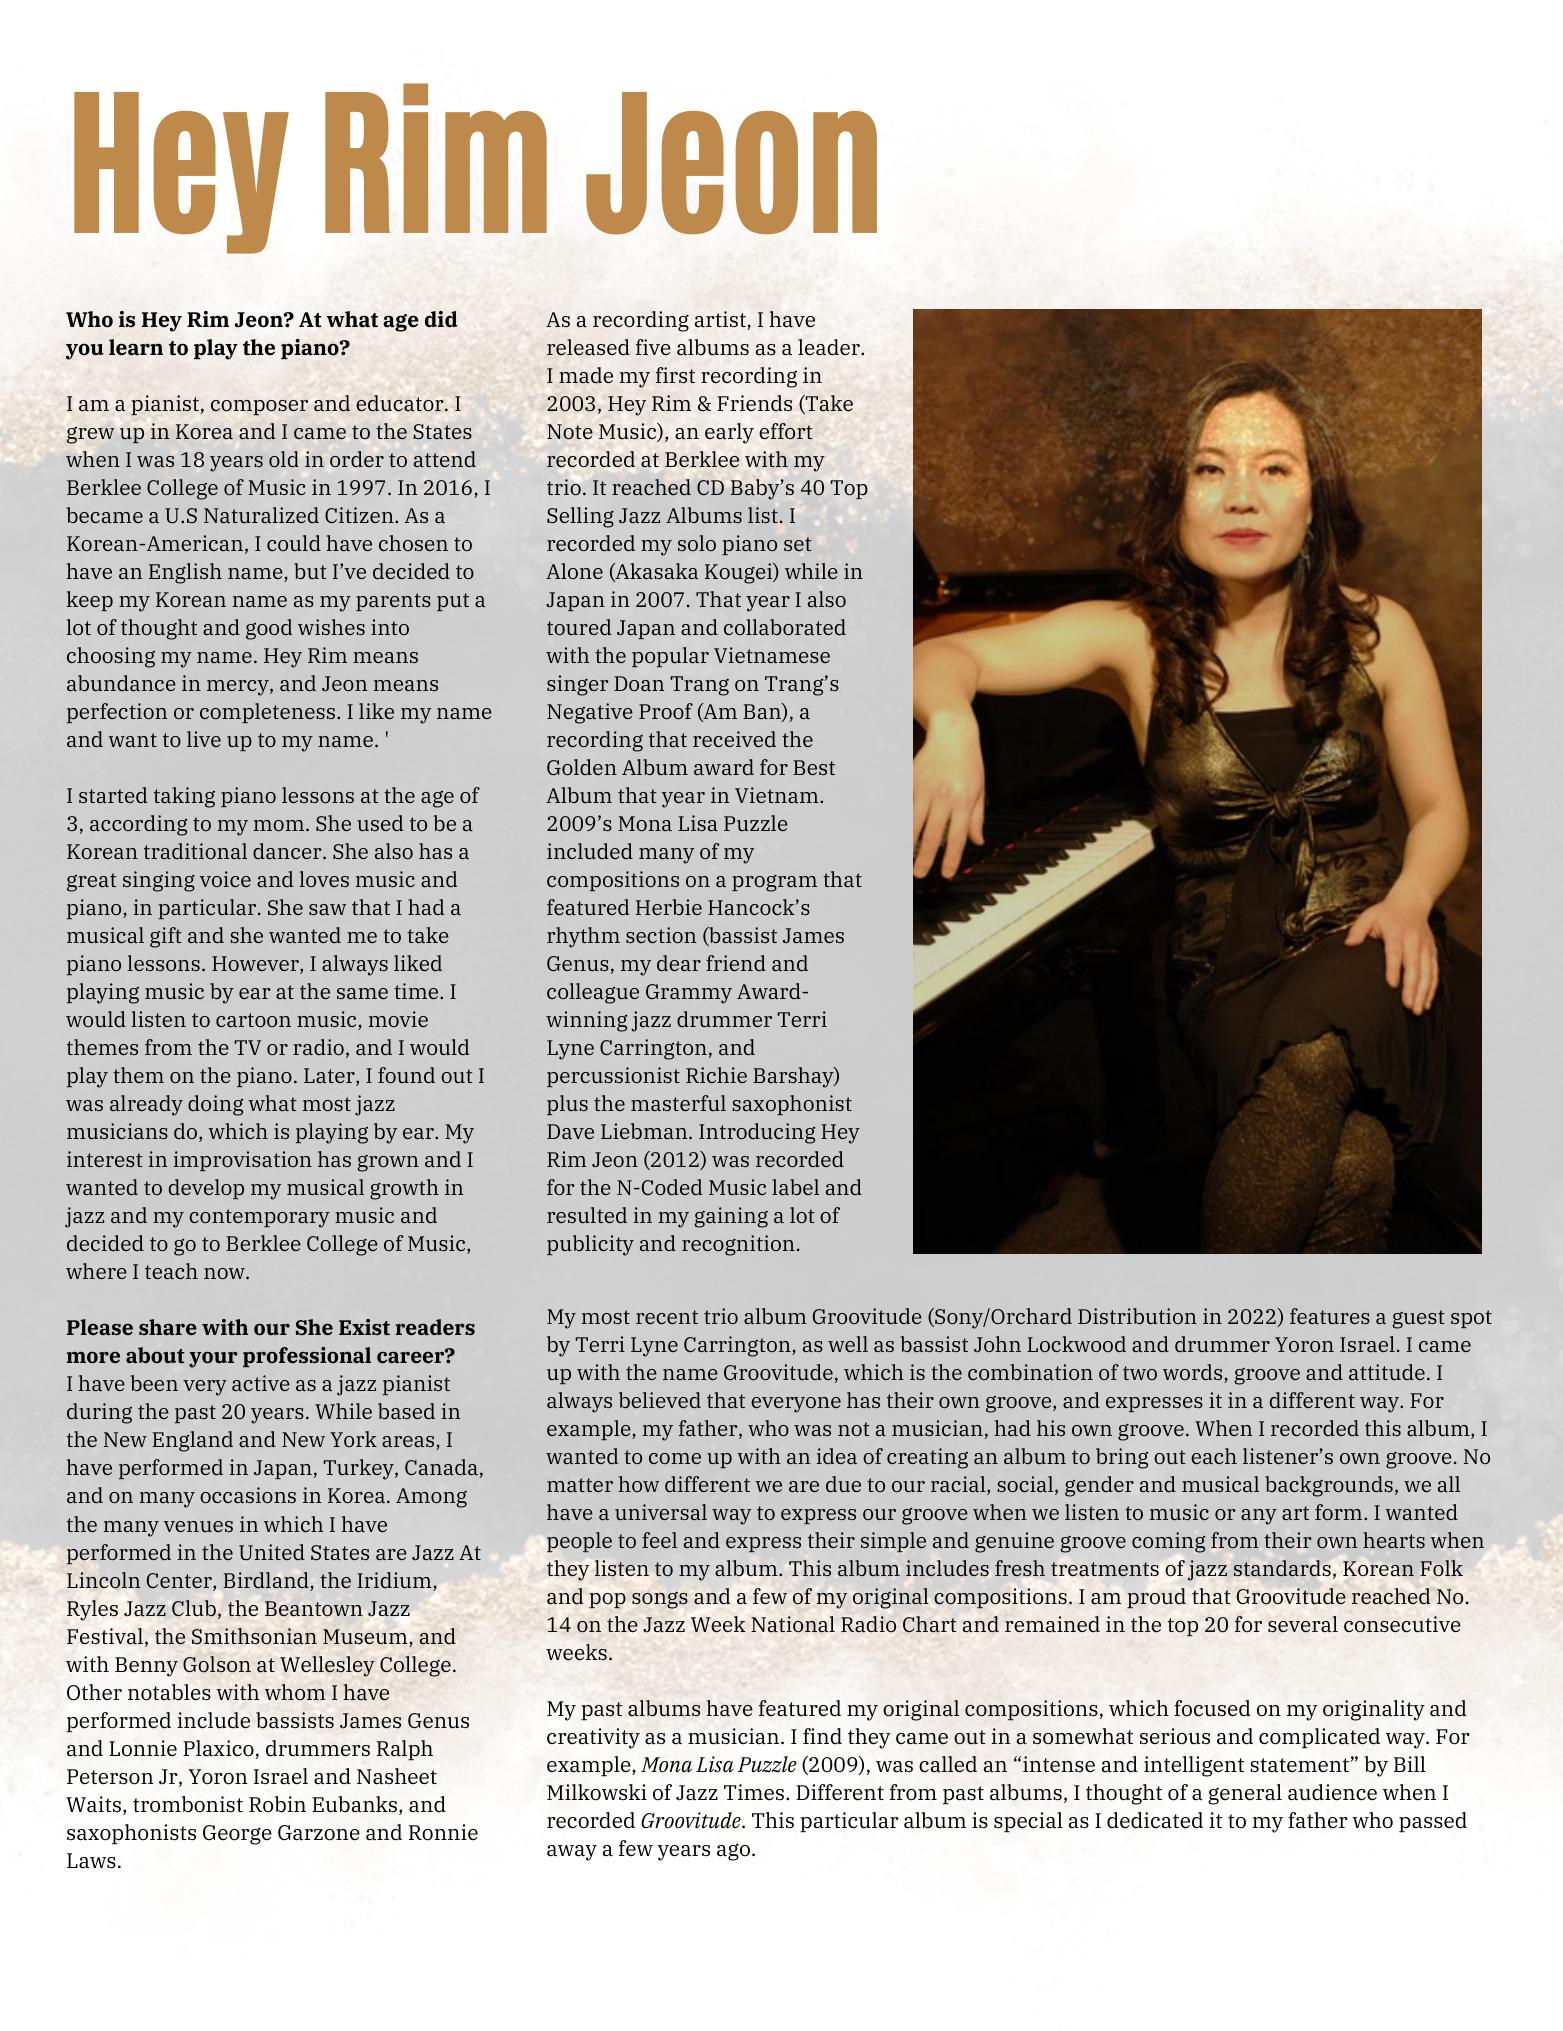 Hey Rim Jeon
Who is Hey Rim Jeon? At what age did
you learn to play the piano?
I am a pianist, composer and educator. I
grew up in Korea and I came to the States
when I was 18 years old in order to attend
Berklee College of Music in 1997. In 2016, I
became a U.S Naturalized Citizen. As a
Korean-American, I could have chosen to
have an English name, but I’ve decided to
keep my Korean name as my parents put a
lot of thought and good wishes into
choosing my name. Hey Rim means
abundance in mercy, and Jeon means
perfection or completeness. I like my name
and want to live up to my name. '
I started taking piano lessons at the age of
3, according to my mom. She used to be a
Korean traditional dancer. She also has a
great singing voice and loves music and
piano, in particular. She saw that I had a
musical gift and she wanted me to take
piano lessons. However, I always liked
playing music by ear at the same time. I
would listen to cartoon music, movie
themes from the TV or radio, and I would
play them on the piano. Later, I found out I
was already doing what most jazz
musicians do, which is playing by ear. My
interest in improvisation has grown and I
wanted to develop my musical growth in
jazz and my contemporary music and
decided to go to Berklee College of Music,
where I teach now.
Please share with our She Exist readers
more about your professional career?
I have been very active as a jazz pianist
during the past 20 years. While based in
the New England and New York areas, I
have performed in Japan, Turkey, Canada,
and on many occasions in Korea. Among
the many venues in which I have
performed in the United States are Jazz At
Lincoln Center, Birdland, the Iridium,
Ryles Jazz Club, the Beantown Jazz
Festival, the Smithsonian Museum, and
with Benny Golson at Wellesley College.
Other notables with whom I have
performed include bassists James Genus
and Lonnie Plaxico, drummers Ralph
Peterson Jr, Yoron Israel and Nasheet
Waits, trombonist Robin Eubanks, and
saxophonists George Garzone and Ronnie
Laws.
As a recording artist, I have
released five albums as a leader.
I made my first recording in
2003, Hey Rim & Friends (Take
Note Music), an early effort
recorded at Berklee with my
trio. It reached CD Baby’s 40 Top
Selling Jazz Albums list. I
recorded my solo piano set
Alone (Akasaka Kougei) while in
Japan in 2007. That year I also
toured Japan and collaborated
with the popular Vietnamese
singer Doan Trang on Trang’s
Negative Proof (Am Ban), a
recording that received the
Golden Album award for Best
Album that year in Vietnam.
2009’s Mona Lisa Puzzle
included many of my
compositions on a program that
featured Herbie Hancock’s
rhythm section (bassist James
Genus, my dear friend and
colleague Grammy Award-
winning jazz drummer Terri
Lyne Carrington, and
percussionist Richie Barshay)
plus the masterful saxophonist
Dave Liebman. Introducing Hey
Rim Jeon (2012) was recorded
for the N-Coded Music label and
resulted in my gaining a lot of
publicity and recognition.
My most recent trio album Groovitude (Sony/Orchard Distribution in 2022) features a guest spot
by Terri Lyne Carrington, as well as bassist John Lockwood and drummer Yoron Israel. I came
up with the name Groovitude, which is the combination of two words, groove and attitude. I
always believed that everyone has their own groove, and expresses it in a different way. For
example, my father, who was not a musician, had his own groove. When I recorded this album, I
wanted to come up with an idea of creating an album to bring out each listener’s own groove. No
matter how different we are due to our racial, social, gender and musical backgrounds, we all
have a universal way to express our groove when we listen to music or any art form. I wanted
people to feel and express their simple and genuine groove coming from their own hearts when
they listen to my album. This album includes fresh treatments of jazz standards, Korean Folk
and pop songs and a few of my original compositions. I am proud that Groovitude reached No.
14 on the Jazz Week National Radio Chart and remained in the top 20 for several consecutive
weeks.
My past albums have featured my original compositions, which focused on my originality and
creativity as a musician. I find they came out in a somewhat serious and complicated way. For
example, Mona Lisa Puzzle (2009), was called an “intense and intelligent statement” by Bill
Milkowski of Jazz Times. Different from past albums, I thought of a general audience when I
recorded Groovitude. This particular album is special as I dedicated it to my father who passed
away a few years ago.